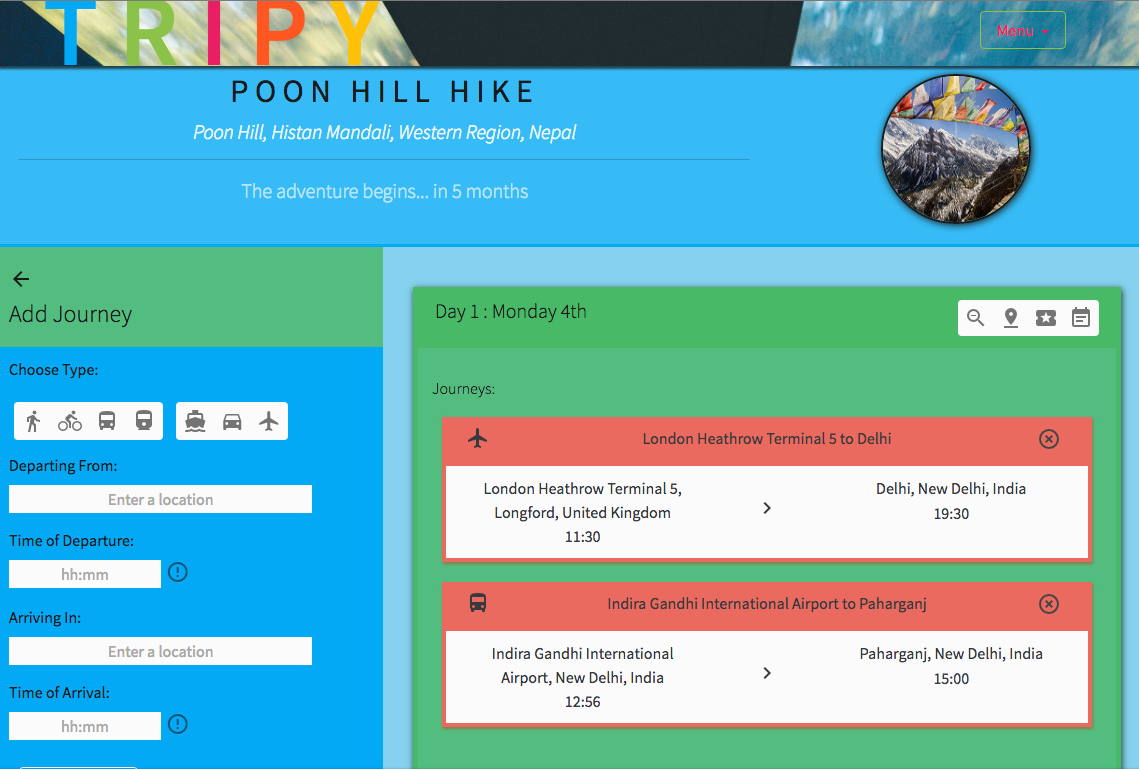 TRIPY
Menu
POON HILL HIKE
Poon Hill, Histan Mandali, Western Region, Nepal
The adventure begins... in 5 months
Add Journey
Choose Type:
Departing From:
Enter a location
Time of Departure:
hh:mm
Arriving In:
Enter a location
Time of Arrival:
hh:mm
Day 1 : Monday 4th
Journeys:
London Heathrow Terminal 5 to Delhi
London Heathrow Terminal 5,
Longford, United Kingdom
11:30
Delhi, New Delhi, India
19:30
Indira Gandhi International Airport to Paharganj
Indira Gandhi International
Airport, New Delhi, India
12:56
Paharganj, New Delhi, India
15:00